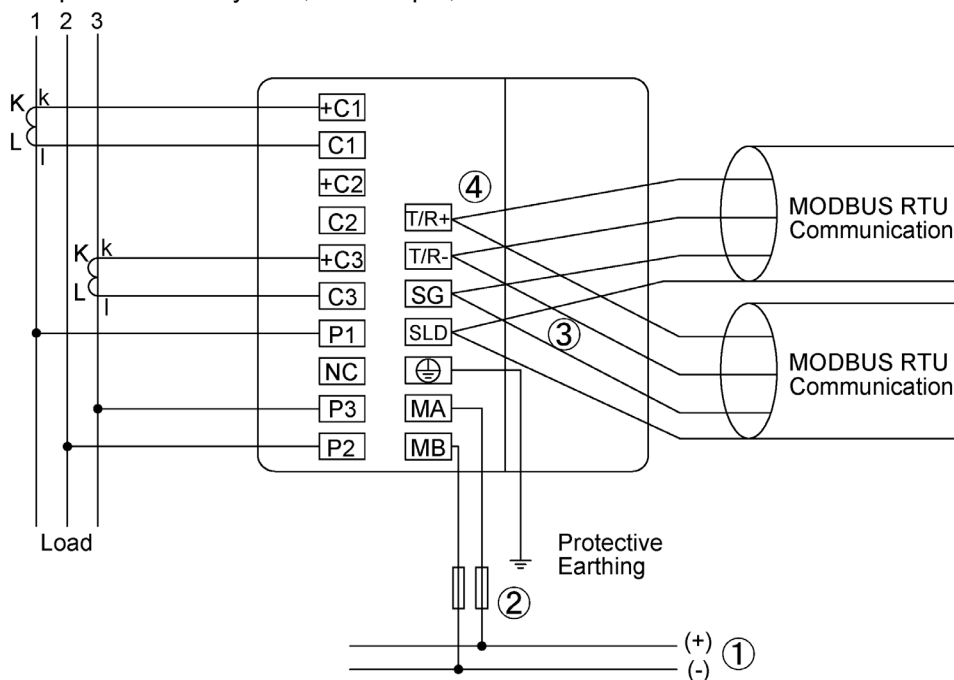 1 2 3
K k
L l
K k
L l
+C1
C1
+C2
C2
+C3
C3
P1
NC
P3
P2
④
T/R+
T/R-
SG
SLD
③
MA
MB
MODBUS RTU
Communication
MODBUS RTU
Communication
Load
Protective
Earthing
②
(+) ①
(-)